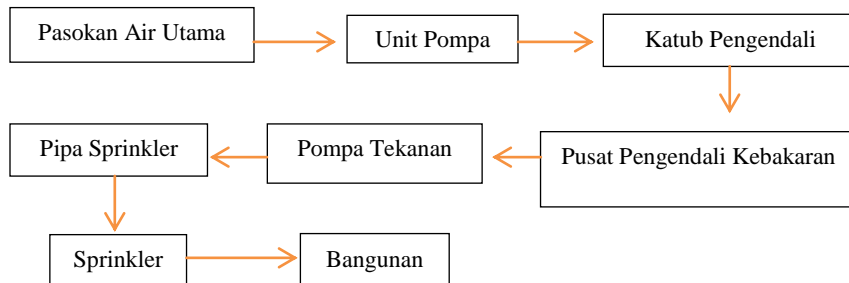 Pasokan Air Utama
Unit Pompa
Katub Pengendali
Pusat Pengendali Kebakaran
Pompa Tekanan
Pipa Sprinkler
Sprinkler
Bangunan